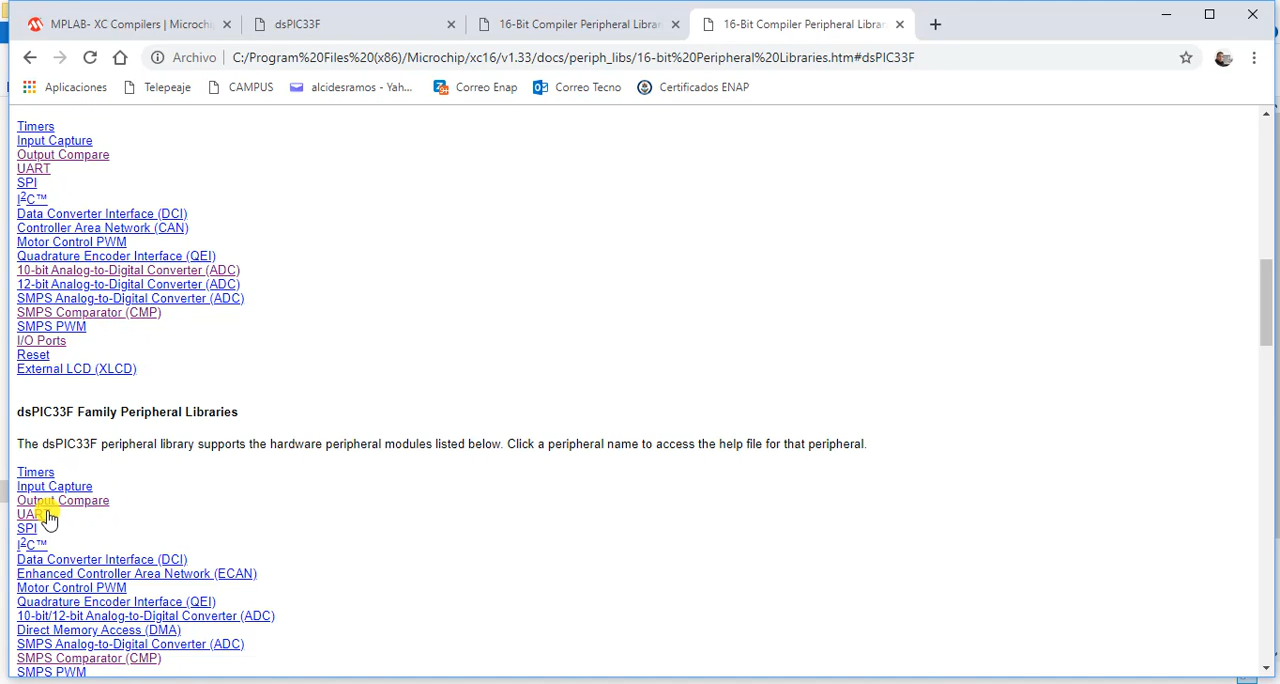 MPLAB- XC Compilers | Microch
dsPIC33F
16-Bit Compiler Peripheral Librar
16-Bit Compiler Peripheral Librar
Archivo | C:/Program%20Files%20(x86)/Microchip/xc16/v1.33/docs/periph_libs/16-bit%20Peripheral%20Libraries.htm#dsPIC33F
Aplicaciones Telepeaje CAMPUS alcidesramos - Yah... Correo Enap Correo Tecno Certificados ENAP
Timers
Input Capture
Output Compare
UART
SPI
I²C™
Data Converter Interface (DCI)
Controller Area Network (CAN)
Motor Control PWM
Quadrature Encoder Interface (QEI)
10-bit Analog-to-Digital Converter (ADC)
12-bit Analog-to-Digital Converter (ADC)
SMPS Analog-to-Digital Converter (ADC)
SMPS Comparator (CMP)
SMPS PWM
I/O Ports
Reset
External LCD (XLCD)
dsPIC33F Family Peripheral Libraries
The dsPIC33F peripheral library supports the hardware peripheral modules listed below. Click a peripheral name to access the help file for that peripheral.
Timers
Input Capture
Output Compare
UART
SPI
I²C™
Data Converter Interface (DCI)
Enhanced Controller Area Network (ECAN)
Motor Control PWM
Quadrature Encoder Interface (QEI)
10-bit/12-bit Analog-to-Digital Converter (ADC)
Direct Memory Access (DMA)
SMPS Analog-to-Digital Converter (ADC)
SMPS Comparator (CMP)
SMPS PWM